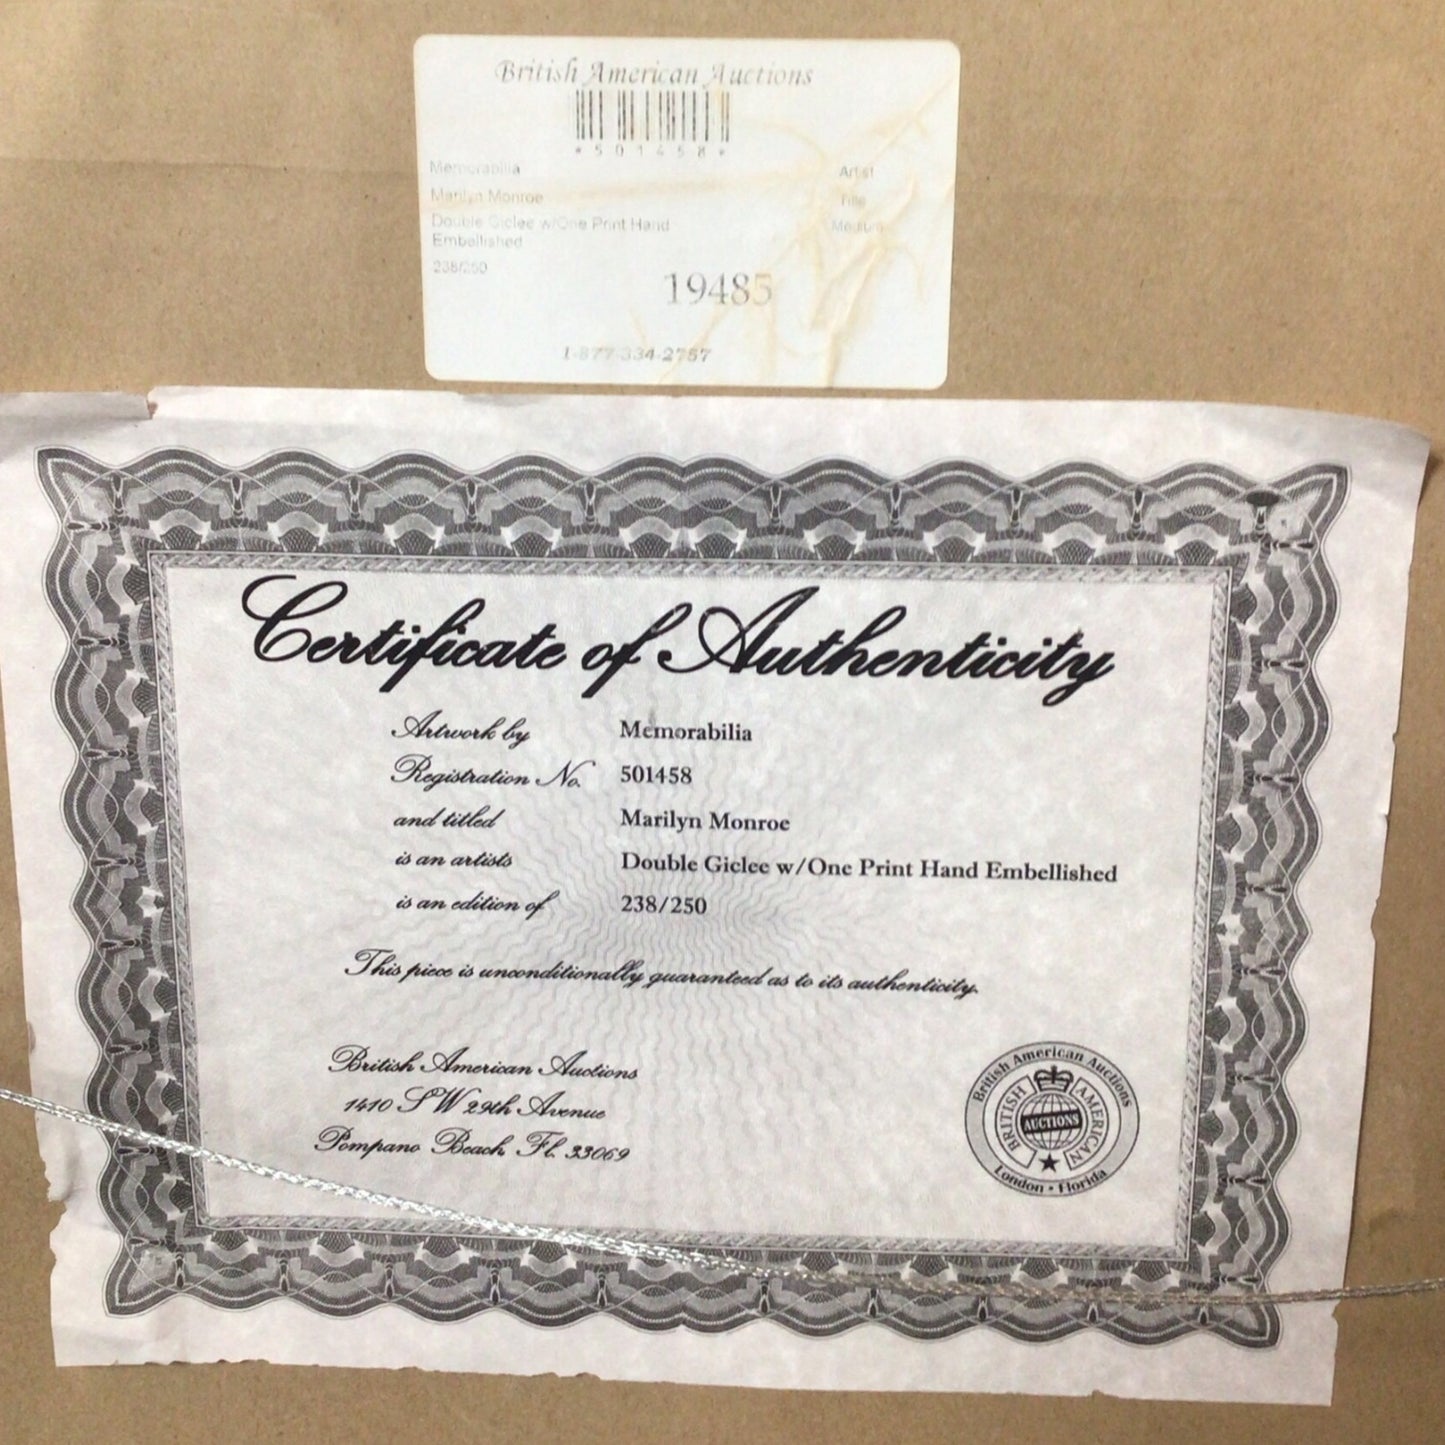 British American Auctions
*501458*
Memorabilia Artist
Marilyn Monroe Title
Double Giclee w/One Print Hand Medium
Embellished
238/250
19485
1-877-334-2757
Certificate of Authenticity
Artwork by Memorabilia
Registration No. 501458
and titled Marilyn Monroe
is an artists Double Giclee w/One Print Hand Embellished
is an edition of 238/250
This piece is unconditionally guaranteed as to its authenticity.
British American Auctions
1410 SW 29th Avenue
Pompano Beach Fl. 33069
British American Auctions
BRITISH AMERICAN
AUCTIONS
London • Florida